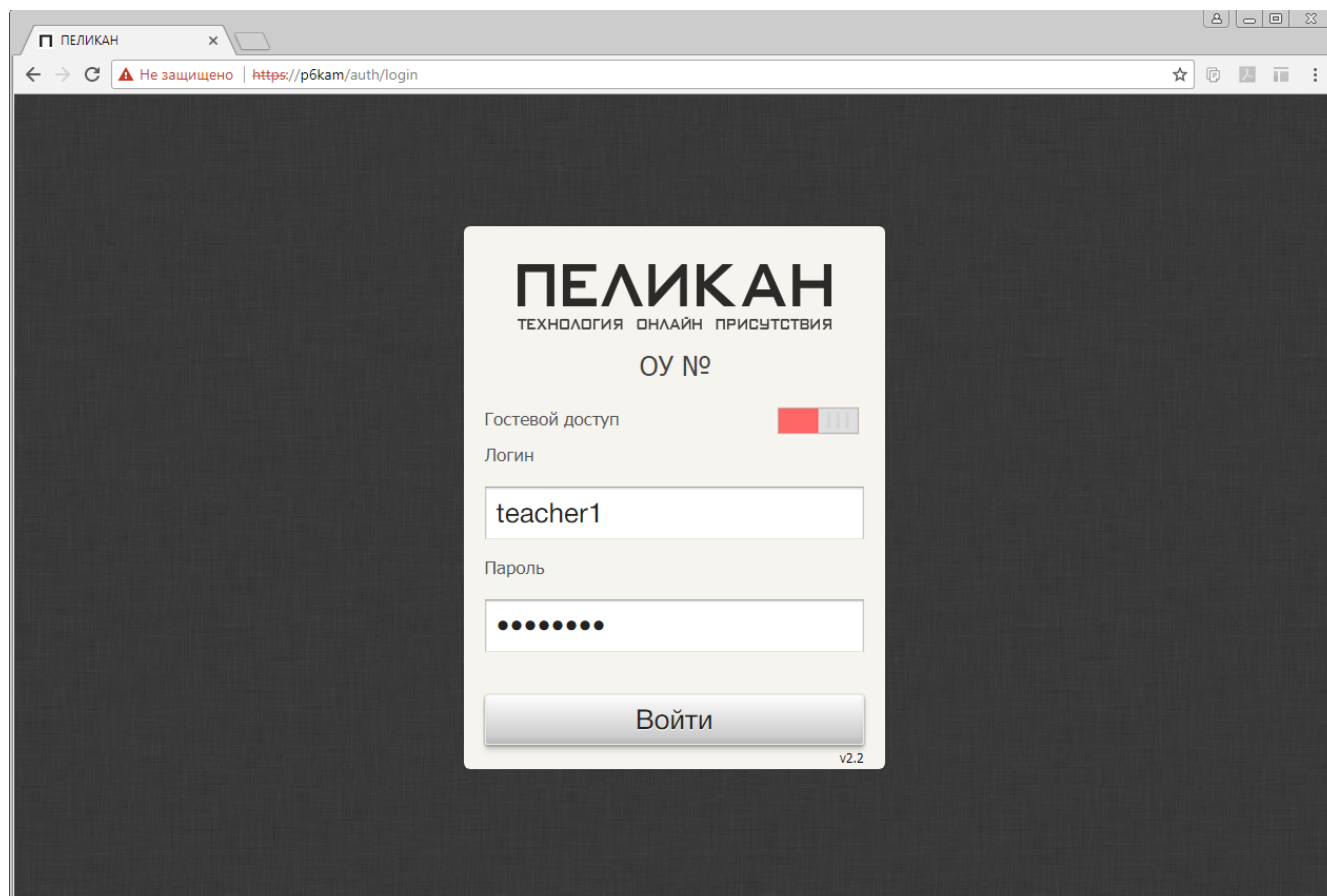 ПЕЛИКАН
Не защищено https://p6kam/auth/login
ПЕЛИКАН
ТЕХНОЛОГИЯ ОНЛАЙН ПРИСУТСТВИЯ
ОУ №
Гостевой доступ
Логин
teacher1
Пароль
••••••••
Войти
v2.2